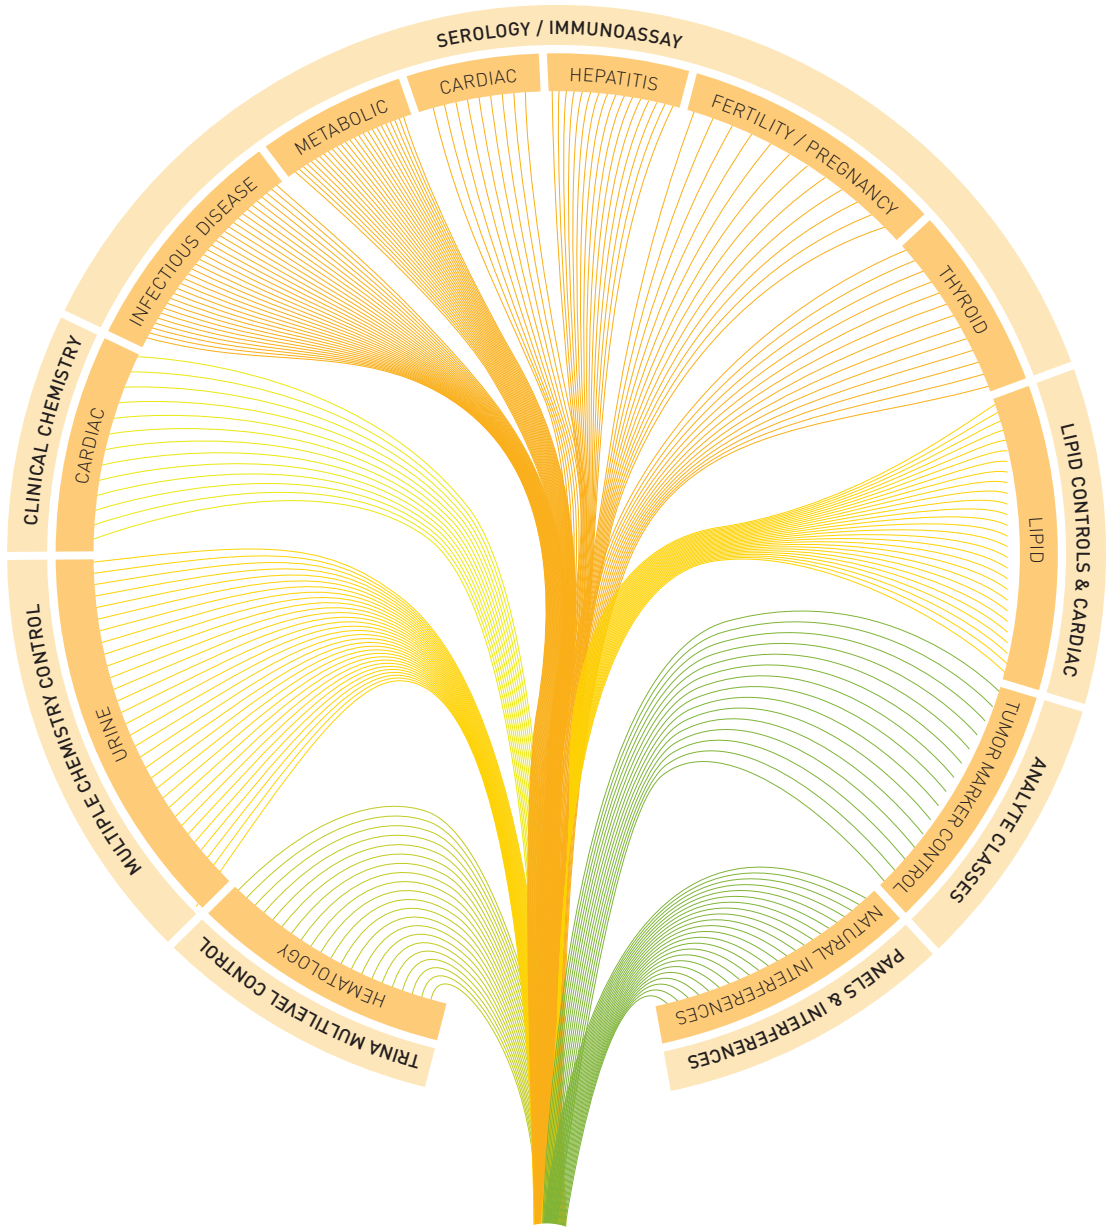 SEROLOGY / IMMUNOASSAY
CARDIAC
HEPATITIS
METABOLIC
FERTILITY / PREGNANCY
INFECTIOUS DISEASE
THYROID
CLINICAL CHEMISTRY
CARDIAC
LIPID CONTROLS & CARDIAC
LIPID
MULTIPLE CHEMISTRY CONTROL
URINE
TUMOR MARKER CONTROL
ANALYTE CLASSES
HEMATOLOGY
TRINA MULTILEVEL CONTROL
NATURAL INTERFERENCES
PANELS & INTERFERENCES